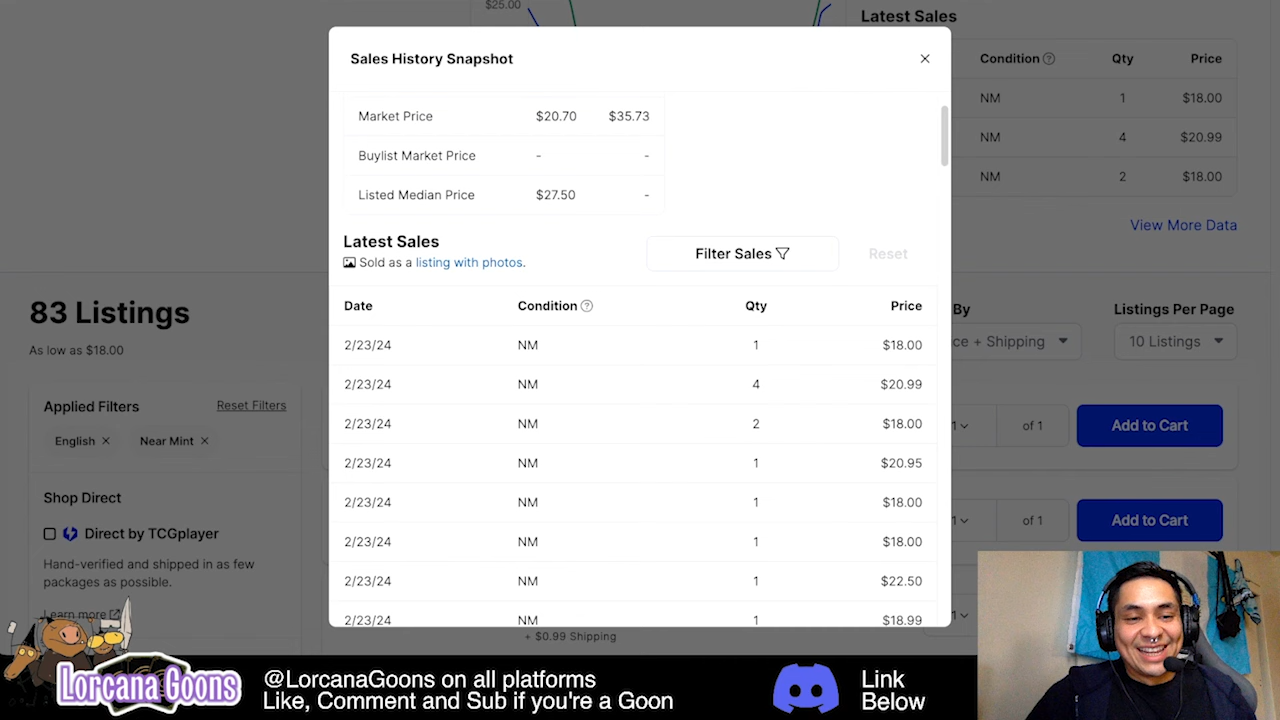 $25.00
Latest Sales
Condition Qty Price
NM 1 $18.00
NM 4 $20.99
NM 2 $18.00
View More Data
Sales History Snapshot
Market Price $20.70 $35.73
Buylist Market Price - -
Listed Median Price $27.50 -
Latest Sales
Sold as a listing with photos.
Filter Sales
Reset
Date Condition Qty Price
2/23/24 NM 1 $18.00
2/23/24 NM 4 $20.99
2/23/24 NM 2 $18.00
2/23/24 NM 1 $20.95
2/23/24 NM 1 $18.00
2/23/24 NM 1 $18.00
2/23/24 NM 1 $22.50
2/23/24 NM 1 $18.99
83 Listings
As low as $18.00
By
ce + Shipping
Listings Per Page
10 Listings
Applied Filters Reset Filters
English Near Mint
Shop Direct
Direct by TCGplayer
Hand-verified and shipped in as few
packages as possible.
Learn more
1 of 1 Add to Cart
1 of 1 Add to Cart
1
+ $0.99 Shipping
Lorcana Goons
@LorcanaGoons on all platforms
Like, Comment and Sub if you're a Goon
Link
Below